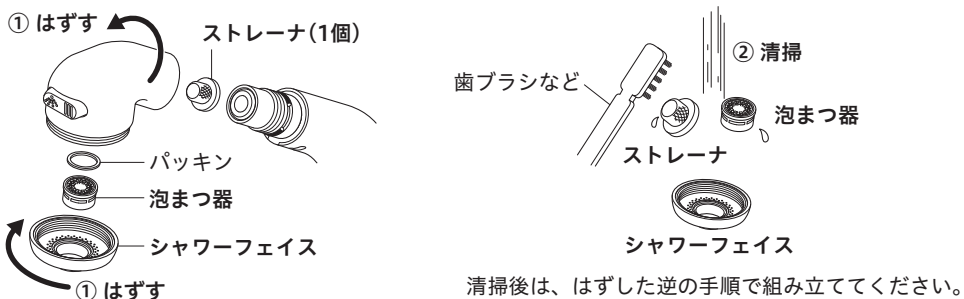 ① はずす
ストレーナ(1個)
パッキン
泡まつ器
シャワーフェイス
① はずす
② 清掃
歯ブラシなど
泡まつ器
ストレーナ
シャワーフェイス
清掃後は、はずした逆の手順で組み立ててください。